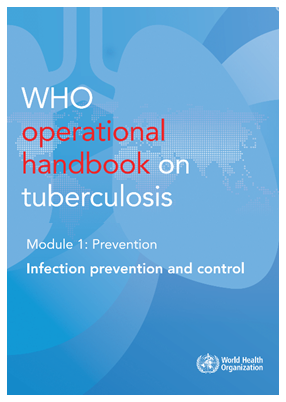 WHO
operational
handbook on
tuberculosis
Module 1: Prevention
Infection prevention and control
World Health
Organization